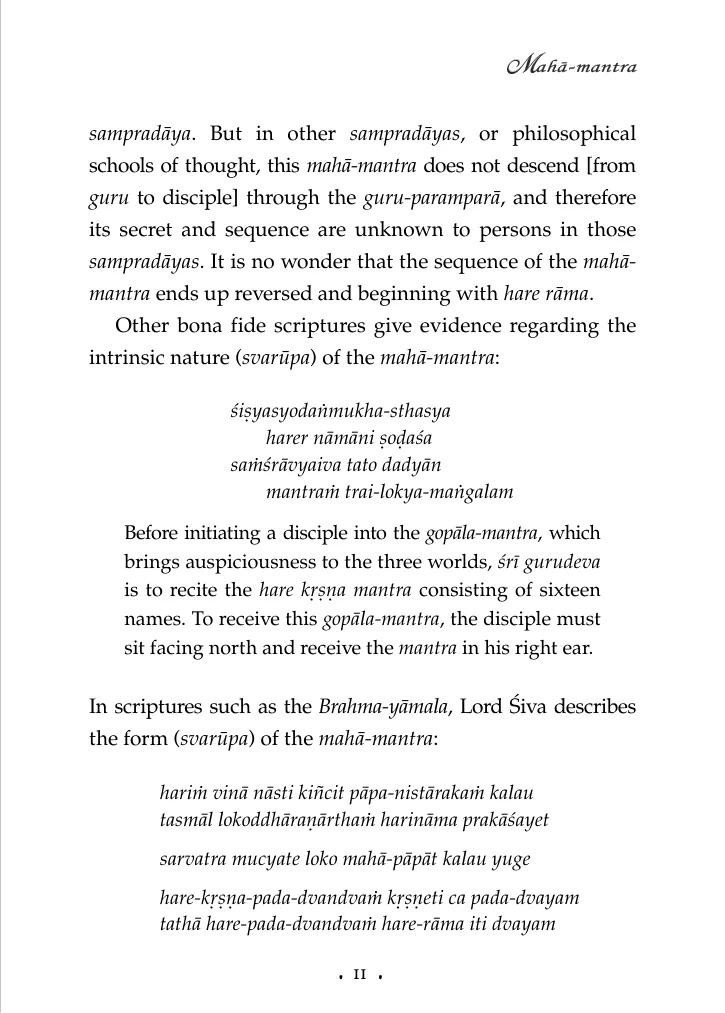 Mahā-mantra
sampradāya. But in other sampradāyas, or philosophical
schools of thought, this mahā-mantra does not descend [from
guru to disciple] through the guru-paramparā, and therefore
its secret and sequence are unknown to persons in those
sampradāyas. It is no wonder that the sequence of the mahā-
mantra ends up reversed and beginning with hare rāma.
Other bona fide scriptures give evidence regarding the
intrinsic nature (svarūpa) of the mahā-mantra:
śiṣyasyodaṅmukha-sthasya
harer nāmāni ṣoḍaśa
saṁśrāvyaiva tato dadyān
mantraṁ trai-lokya-maṅgalam
Before initiating a disciple into the gopāla-mantra, which
brings auspiciousness to the three worlds, śrī gurudeva
is to recite the hare kṛṣṇa mantra consisting of sixteen
names. To receive this gopāla-mantra, the disciple must
sit facing north and receive the mantra in his right ear.
In scriptures such as the Brahma-yāmala, Lord Śiva describes
the form (svarūpa) of the mahā-mantra:
hariṁ vinā nāsti kiñcit pāpa-nistārakaṁ kalau
tasmāl lokoddhāraṇārthaṁ harināma prakāśayet
sarvatra mucyate loko mahā-pāpāt kalau yuge
hare-kṛṣṇa-pada-dvandvaṁ kṛṣṇeti ca pada-dvayam
tathā hare-pada-dvandvaṁ hare-rāma iti dvayam
• 11 •